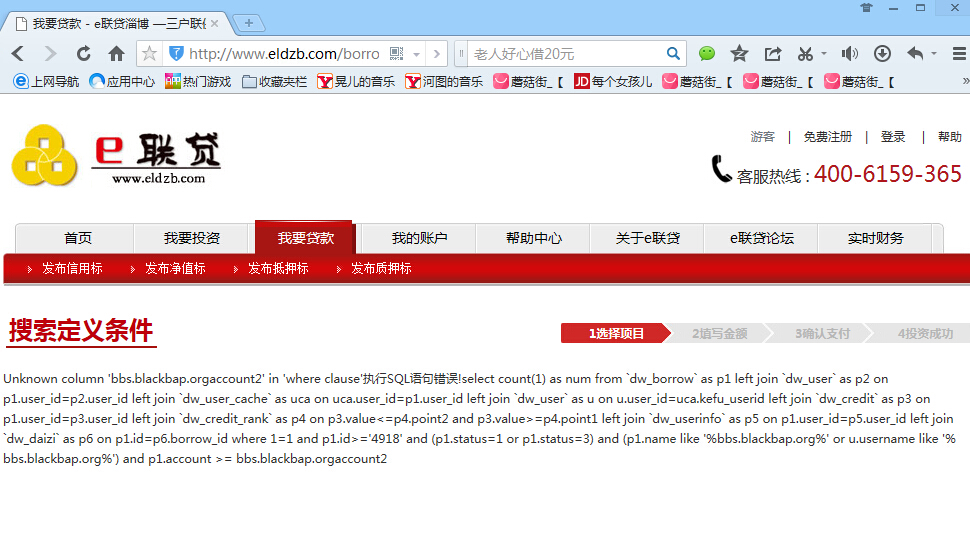 我要贷款 - e联贷淄博 —三户联
http://www.eldzb.com/borro
老人好心借20元
上网导航 应用中心 热门游戏 收藏夹栏 晃儿的音乐 河图的音乐 蘑菇街_【 每个女孩儿 蘑菇街_【 蘑菇街_【 蘑菇街_【
e联贷
www.eldzb.com
游客 | 免费注册 | 登录 | 帮助
客服热线 : 400-6159-365
首页 我要投资 我要贷款 我的账户 帮助中心 关于e联贷 e联贷论坛 实时财务
发布信用标 发布净值标 发布抵押标 发布质押标
搜索定义条件
1选择项目 2填写金额 3确认支付 4投资成功
Unknown column 'bbs.blackbap.orgaccount2' in 'where clause'执行SQL语句错误!select count(1) as num from `dw_borrow` as p1 left join `dw_user` as p2 on
p1.user_id=p2.user_id left join `dw_user_cache` as uca on uca.user_id=p1.user_id left join `dw_user` as u on u.user_id=uca.kefu_userid left join `dw_credit` as p3 on
p1.user_id=p3.user_id left join `dw_credit_rank` as p4 on p3.value<=p4.point2 and p3.value>=p4.point1 left join `dw_userinfo` as p5 on p1.user_id=p5.user_id left join
`dw_daizi` as p6 on p1.id=p6.borrow_id where 1=1 and p1.id>='4918' and (p1.status=1 or p1.status=3) and (p1.name like '%bbs.blackbap.org%' or u.username like '%
bbs.blackbap.org%') and p1.account >= bbs.blackbap.orgaccount2